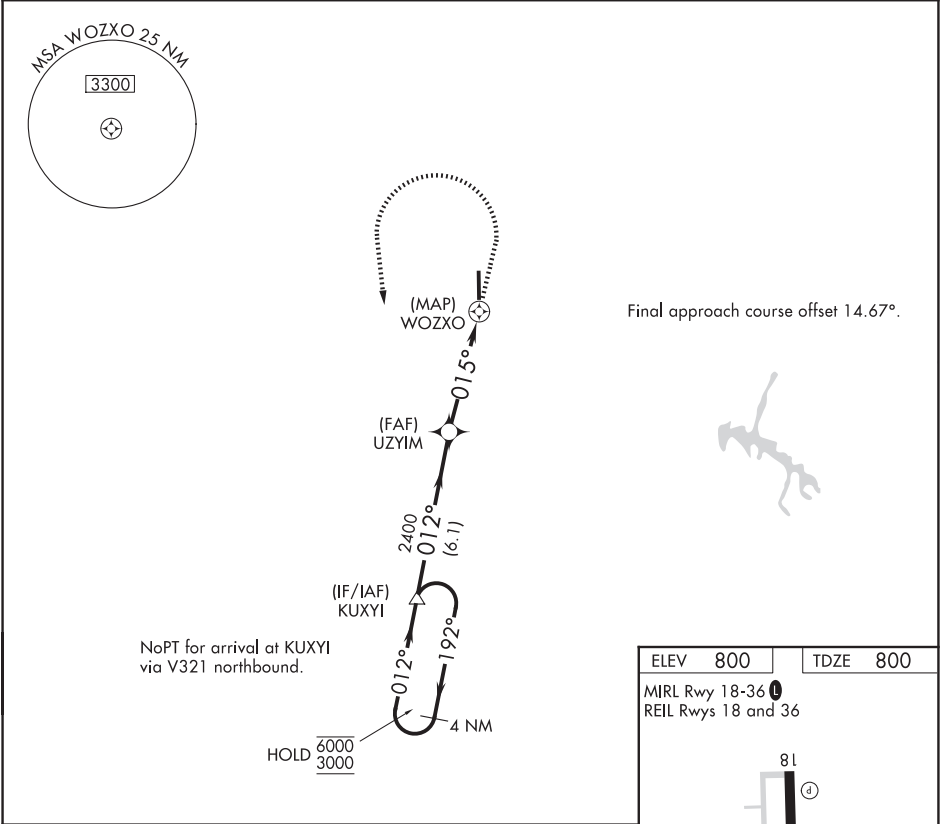 MSA WOZXO 25 NM
3300
(MAP)
WOZXO
Final approach course offset 14.67°.
015°
(FAF)
UZYIM
2400
012°
(6.1)
(IF/IAF)
KUXYI
NoPT for arrival at KUXYI
via V321 northbound.
012°
192°
4 NM
HOLD 6000
3000
ELEV 800 TDZE 800
MIRL Rwy 18-36 L
REIL Rwys 18 and 36
18
P